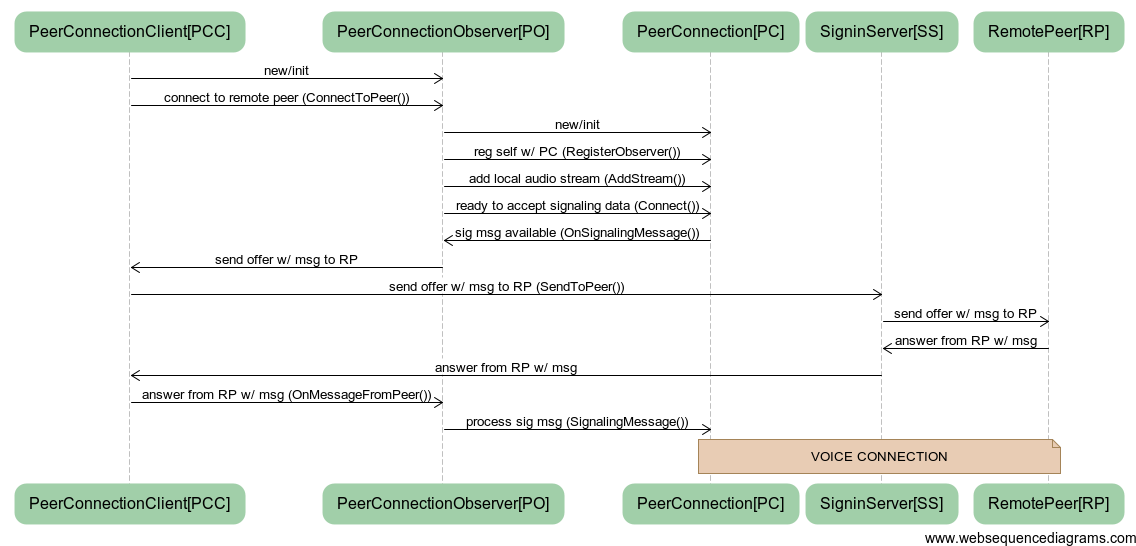 PeerConnectionClient[PCC] PeerConnectionObserver[PO] PeerConnection[PC] SigninServer[SS] RemotePeer[RP]
new/init
connect to remote peer (ConnectToPeer())
new/init
reg self w/ PC (RegisterObserver())
add local audio stream (AddStream())
ready to accept signaling data (Connect())
sig msg available (OnSignalingMessage())
send offer w/ msg to RP
send offer w/ msg to RP (SendToPeer())
send offer w/ msg to RP
answer from RP w/ msg
answer from RP w/ msg
answer from RP w/ msg (OnMessageFromPeer())
process sig msg (SignalingMessage())
VOICE CONNECTION
PeerConnectionClient[PCC] PeerConnectionObserver[PO] PeerConnection[PC] SigninServer[SS] RemotePeer[RP]
www.websequencediagrams.com